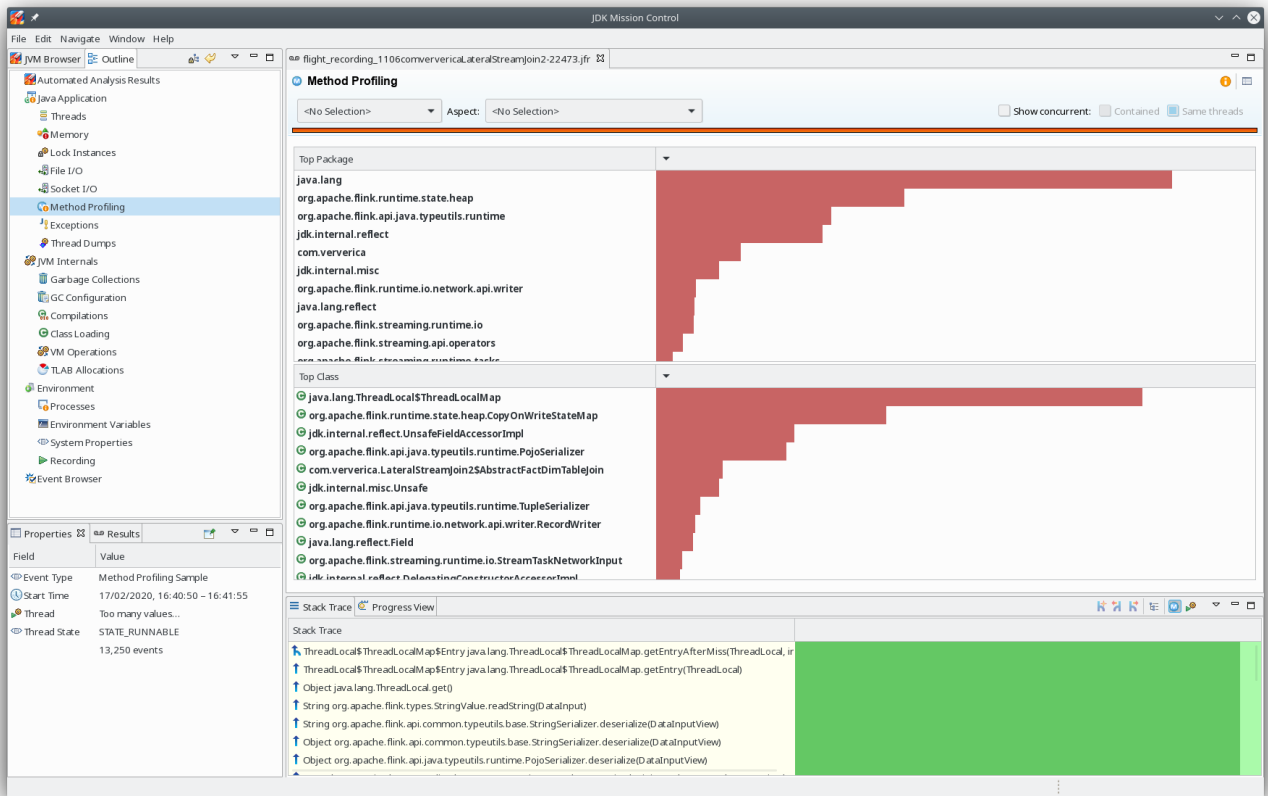 JDK Mission Control
File Edit Navigate Window Help
JVM Browser Outline
Automated Analysis Results
Java Application
Threads
Memory
Lock Instances
File I/O
Socket I/O
Method Profiling
Exceptions
Thread Dumps
JVM Internals
Garbage Collections
GC Configuration
Compilations
Class Loading
VM Operations
TLAB Allocations
Environment
Processes
Environment Variables
System Properties
Recording
Event Browser
Properties Results
Field Value
Event Type Method Profiling Sample
Start Time 17/02/2020, 16:40:50 – 16:41:55
Thread Too many values...
Thread State STATE_RUNNABLE
13,250 events
flight_recording_1106comververicaLateralStreamJoin2-22473.jfr
Method Profiling
<No Selection> Aspect: <No Selection> Show concurrent: Contained Same threads
Top Package
java.lang
org.apache.flink.runtime.state.heap
org.apache.flink.api.java.typeutils.runtime
jdk.internal.reflect
com.ververica
jdk.internal.misc
org.apache.flink.runtime.io.network.api.writer
java.lang.reflect
org.apache.flink.streaming.runtime.io
org.apache.flink.streaming.api.operators
org.apache.flink.streaming.runtime.tasks
Top Class
java.lang.ThreadLocal$ThreadLocalMap
org.apache.flink.runtime.state.heap.CopyOnWriteStateMap
jdk.internal.reflect.UnsafeFieldAccessorImpl
org.apache.flink.api.java.typeutils.runtime.PojoSerializer
com.ververica.LateralStreamJoin2$AbstractFactDimTableJoin
jdk.internal.misc.Unsafe
org.apache.flink.api.java.typeutils.runtime.TupleSerializer
org.apache.flink.runtime.io.network.api.writer.RecordWriter
java.lang.reflect.Field
org.apache.flink.streaming.runtime.io.StreamTaskNetworkInput
jdk.internal.reflect.DelegatingConstructorAccessorImpl
Stack Trace Progress View
Stack Trace
ThreadLocal$ThreadLocalMap$Entry java.lang.ThreadLocal$ThreadLocalMap.getEntryAfterMiss(ThreadLocal, ir
ThreadLocal$ThreadLocalMap$Entry java.lang.ThreadLocal$ThreadLocalMap.getEntry(ThreadLocal)
Object java.lang.ThreadLocal.get()
String org.apache.flink.types.StringValue.readString(DataInput)
String org.apache.flink.api.common.typeutils.base.StringSerializer.deserialize(DataInputView)
Object org.apache.flink.api.common.typeutils.base.StringSerializer.deserialize(DataInputView)
Object org.apache.flink.api.java.typeutils.runtime.PojoSerializer.deserialize(DataInputView)